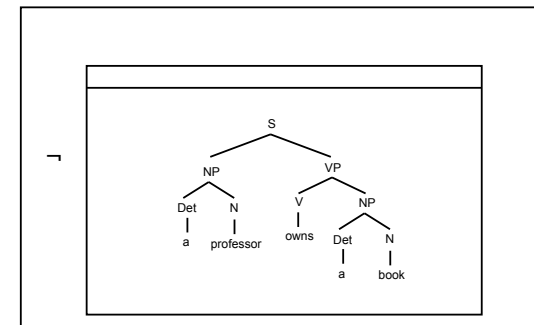 S
NP VP
¬
Det N V NP
a professor owns Det N
a book